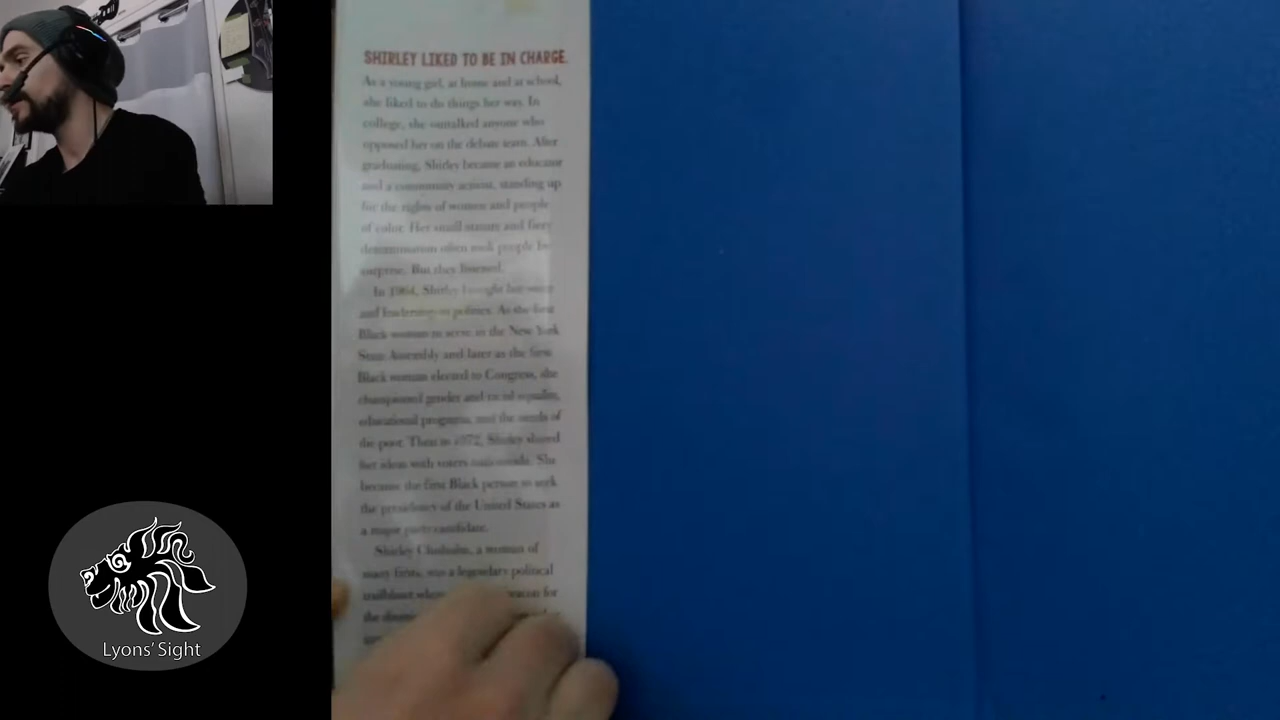 SHIRLEY LIKED TO BE IN CHARGE.
As a young girl, at home and at school,
she liked to do things her way. In
college, she outtalked anyone who
opposed her on the debate team. After
graduating, Shirley became an educator
and a community activist, standing up
for the rights of women and people
of color. Her small stature and fiery
determination often took people by
surprise. But they listened.
In 1964, Shirley brought her voice
and leadership to politics. As the first
Black woman to serve in the New York
State Assembly and later as the first
Black woman elected to Congress, she
championed gender and racial equality,
educational programs, and the needs of
the poor. Then in 1972, Shirley shared
her ideas with voters nationwide. She
became the first Black person to seek
the presidency of the United States as
a major party candidate.
Shirley Chisholm, a woman of
many firsts, was a legendary political
trailblazer beacon for
the
Lyons' Sight